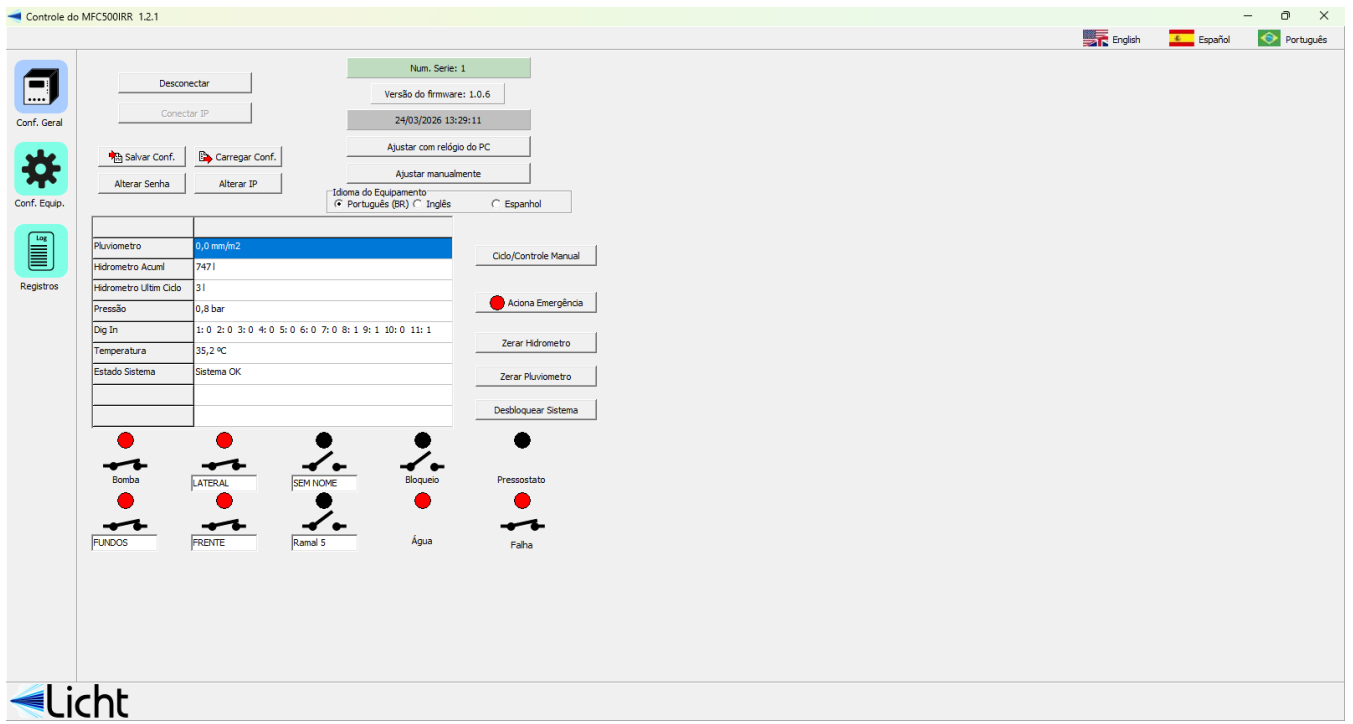 Controle do MFC500IRR 1.2.1
English Español Português
Conf. Geral
Conf. Equip.
Log
Registros
Desconectar
Conectar IP
Salvar Conf. Carregar Conf.
Alterar Senha Alterar IP
Num. Serie: 1
Versão do firmware: 1.0.6
24/03/2026 13:29:11
Ajustar com relógio do PC
Ajustar manualmente
Idioma do Equipamento
Português (BR) Inglês Espanhol
Pluviometro 0,0 mm/m2
Hidrometro Acuml 747 l
Hidrometro Ultim Ciclo 3 l
Pressão 0,8 bar
Dig In 1: 0 2: 0 3: 0 4: 0 5: 0 6: 0 7: 0 8: 1 9: 1 10: 0 11: 1
Temperatura 35,2 ºC
Estado Sistema Sistema OK
Ciclo/Controle Manual
Aciona Emergência
Zerar Hidrometro
Zerar Pluviometro
Desbloquear Sistema
Bomba LATERAL SEM NOME Bloqueio Pressostato
FUNDOS FRENTE Ramal 5 Água Falha
Licht